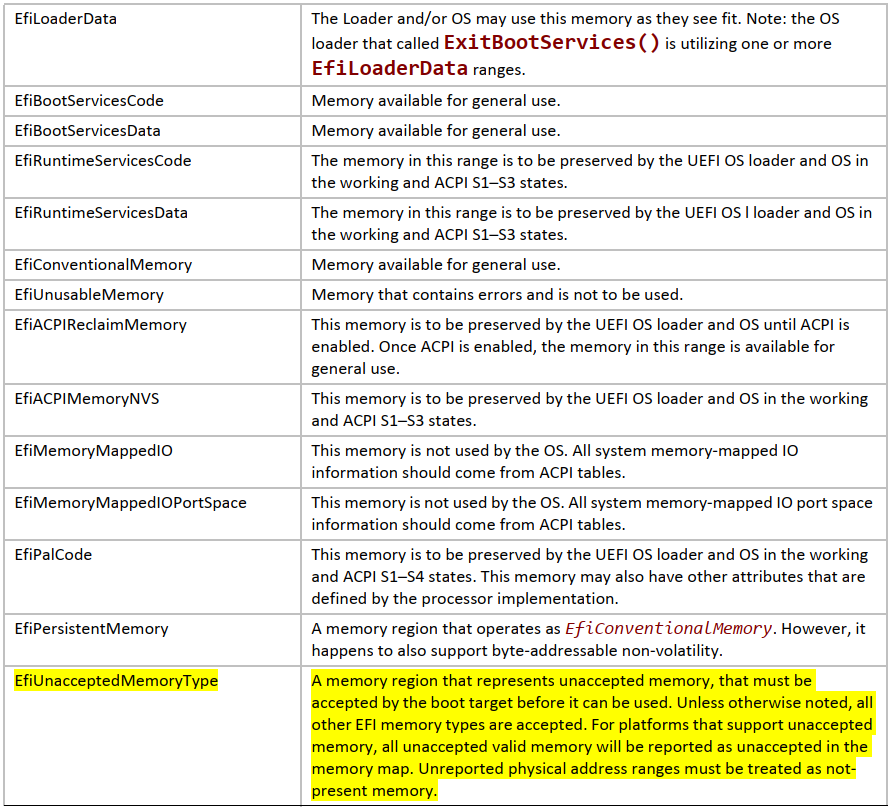 EfiLoaderData
The Loader and/or OS may use this memory as they see fit. Note: the OS
loader that called ExitBootServices() is utilizing one or more
EfiLoaderData ranges.
EfiBootServicesCode
Memory available for general use.
EfiBootServicesData
Memory available for general use.
EfiRuntimeServicesCode
The memory in this range is to be preserved by the UEFI OS loader and OS in
the working and ACPI S1–S3 states.
EfiRuntimeServicesData
The memory in this range is to be preserved by the UEFI OS l loader and OS in
the working and ACPI S1–S3 states.
EfiConventionalMemory
Memory available for general use.
EfiUnusableMemory
Memory that contains errors and is not to be used.
EfiACPIReclaimMemory
This memory is to be preserved by the UEFI OS loader and OS until ACPI is
enabled. Once ACPI is enabled, the memory in this range is available for
general use.
EfiACPIMemoryNVS
This memory is to be preserved by the UEFI OS loader and OS in the working
and ACPI S1–S3 states.
EfiMemoryMappedIO
This memory is not used by the OS. All system memory-mapped IO
information should come from ACPI tables.
EfiMemoryMappedIOPortSpace
This memory is not used by the OS. All system memory-mapped IO port space
information should come from ACPI tables.
EfiPalCode
This memory is to be preserved by the UEFI OS loader and OS in the working
and ACPI S1–S4 states. This memory may also have other attributes that are
defined by the processor implementation.
EfiPersistentMemory
A memory region that operates as EfiConventionalMemory. However, it
happens to also support byte-addressable non-volatility.
EfiUnacceptedMemoryType
A memory region that represents unaccepted memory, that must be
accepted by the boot target before it can be used. Unless otherwise noted, all
other EFI memory types are accepted. For platforms that support unaccepted
memory, all unaccepted valid memory will be reported as unaccepted in the
memory map. Unreported physical address ranges must be treated as not-
present memory.